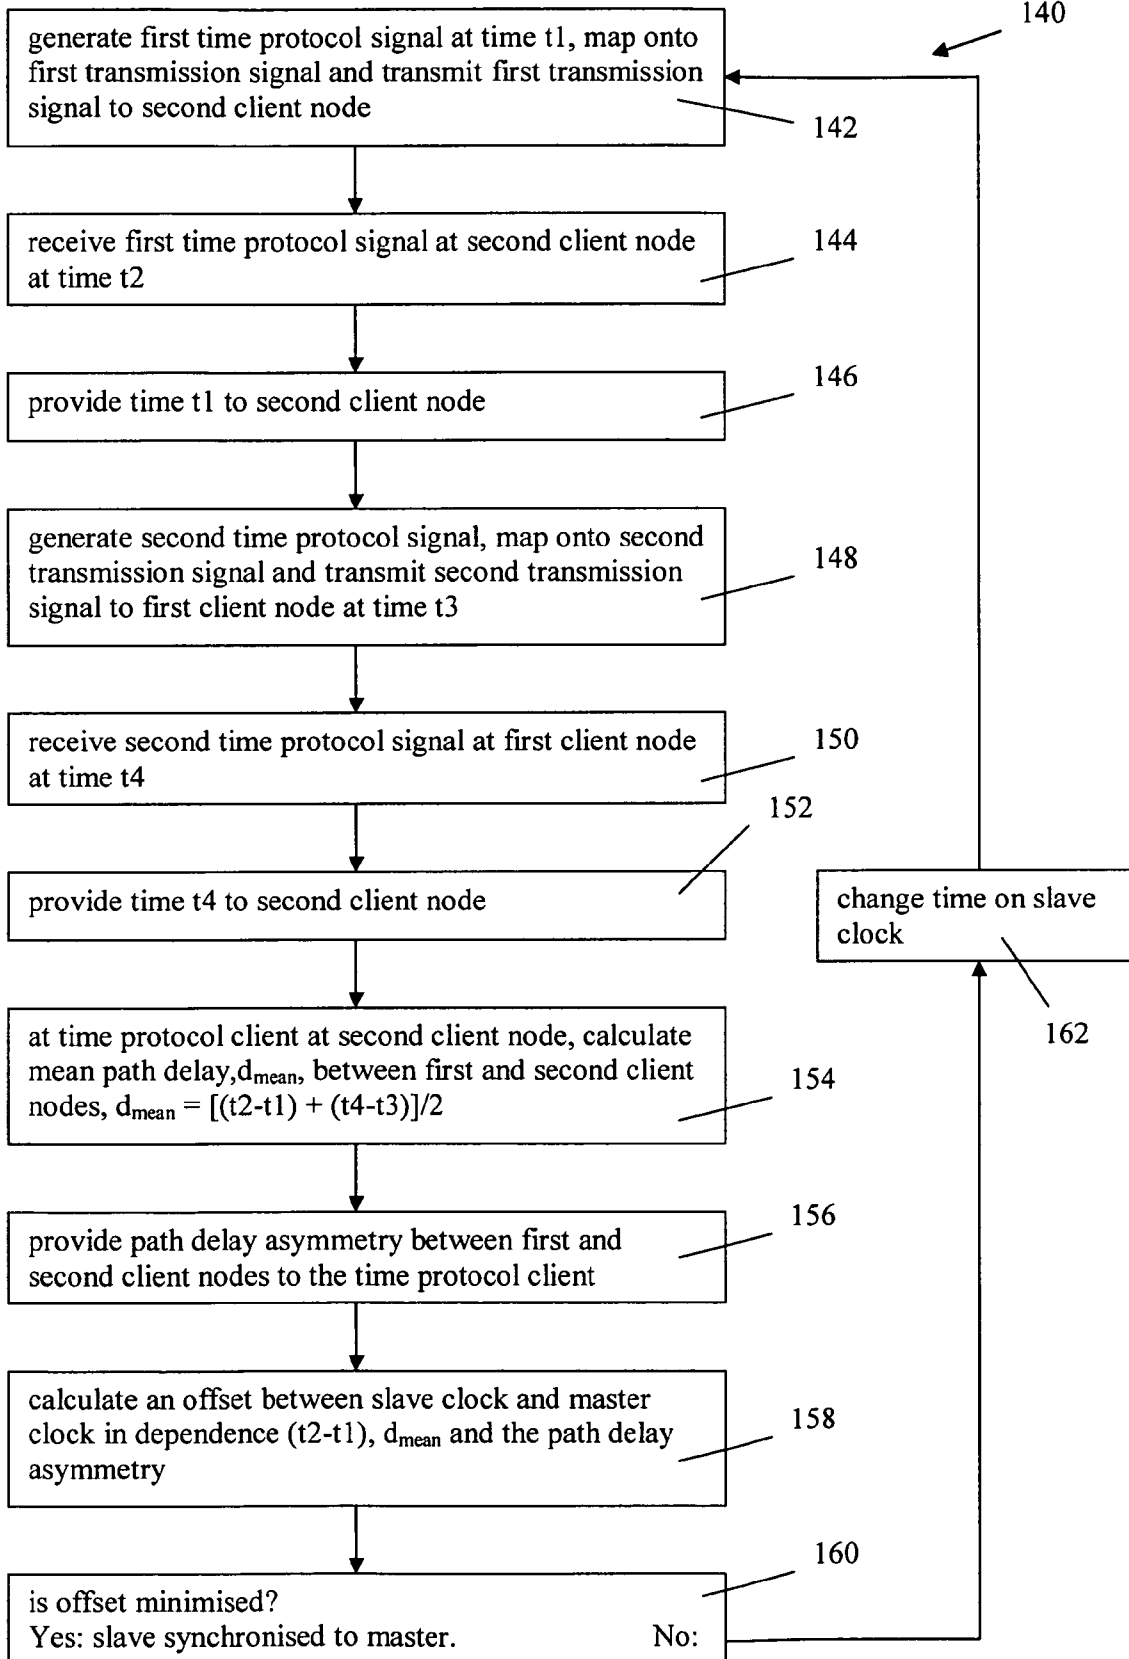 140
generate first time protocol signal at time t1, map onto
first transmission signal and transmit first transmission
signal to second client node
142
receive first time protocol signal at second client node
at time t2
144
provide time t1 to second client node
146
generate second time protocol signal, map onto second
transmission signal and transmit second transmission
signal to first client node at time t3
148
receive second time protocol signal at first client node
at time t4
150
provide time t4 to second client node
152
change time on slave
clock
162
at time protocol client at second client node, calculate
mean path delay,dmean, between first and second client
nodes, dmean = [(t2-t1) + (t4-t3)]/2
154
provide path delay asymmetry between first and
second client nodes to the time protocol client
156
calculate an offset between slave clock and master
clock in dependence (t2-t1), dmean and the path delay
asymmetry
158
is offset minimised?
Yes: slave synchronised to master. No:
160